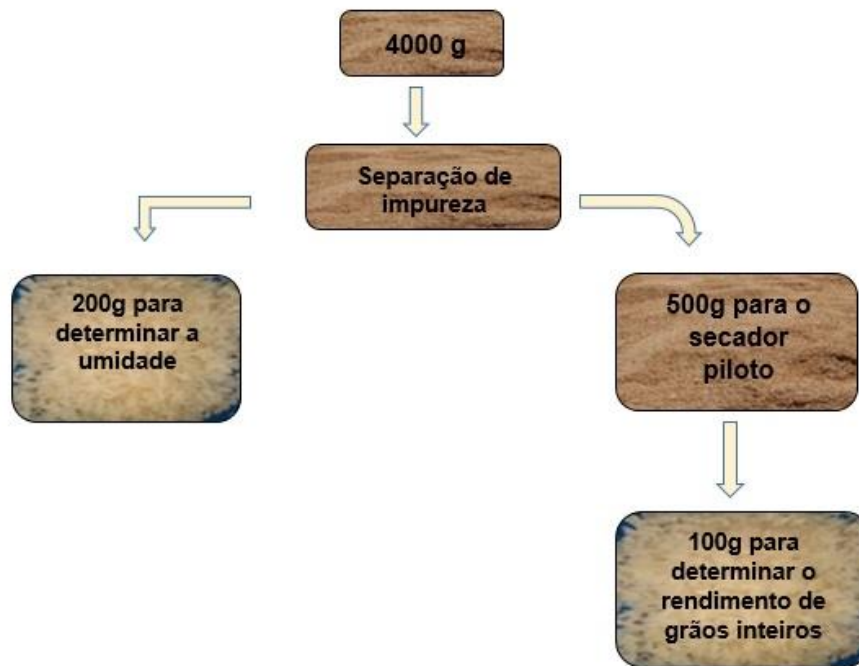 4000 g
Separação de
impureza
200g para
determinar a
umidade
500g para o
secador
piloto
100g para
determinar o
rendimento de
grãos inteiros